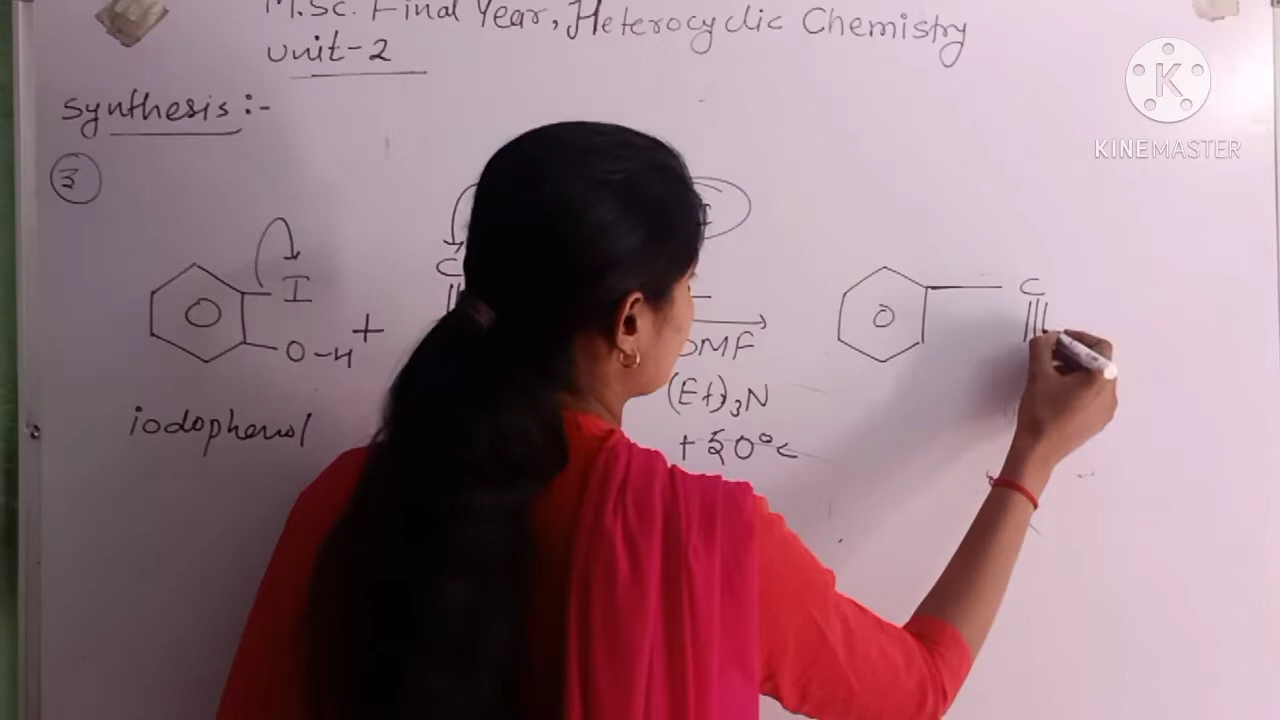 M.Sc. Final Year, Heterocyclic Chemistry
Unit-2
Synthesis :-
3
I
O-H
+
C
I
DMF
(Et)3N
+50°C
C
iodophenol
KINEMASTER